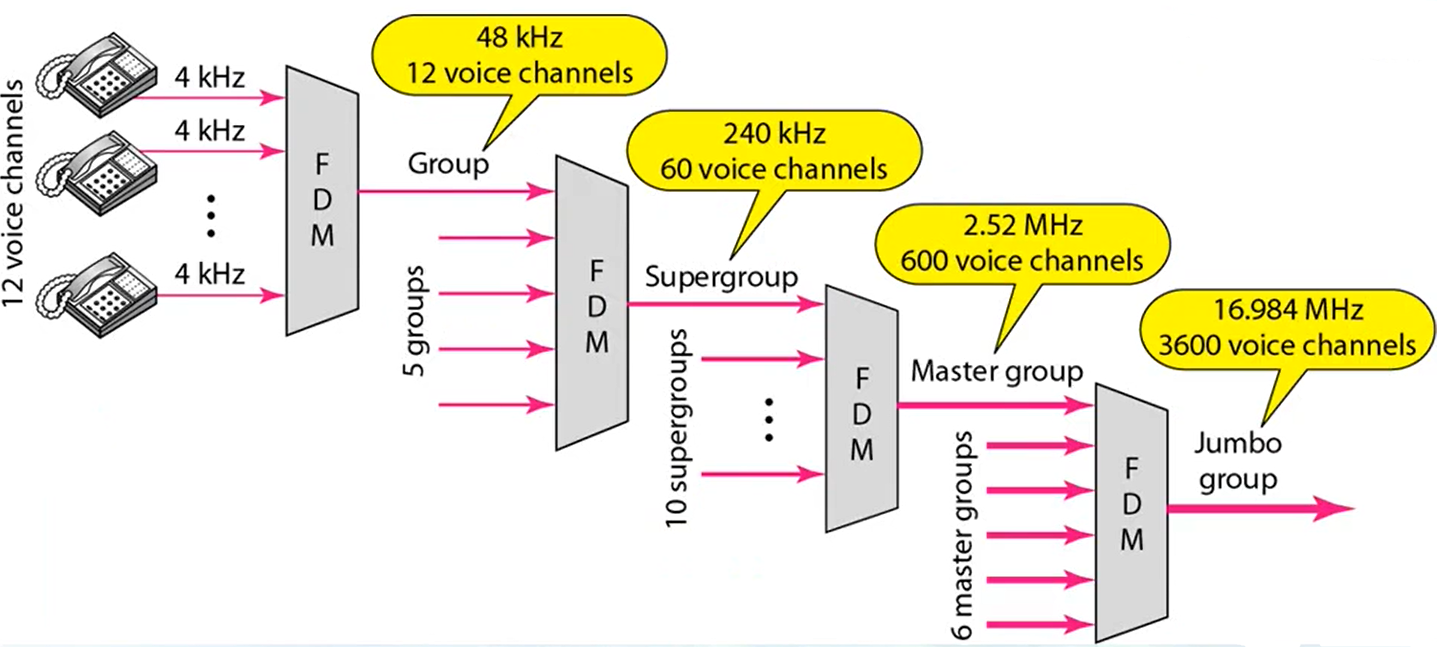 12 voice channels
4 kHz
4 kHz
4 kHz
F
D
M
48 kHz
12 voice channels
Group
5 groups
F
D
M
240 kHz
60 voice channels
Supergroup
10 supergroups
F
D
M
2.52 MHz
600 voice channels
Master group
6 master groups
F
D
M
16.984 MHz
3600 voice channels
Jumbo
group